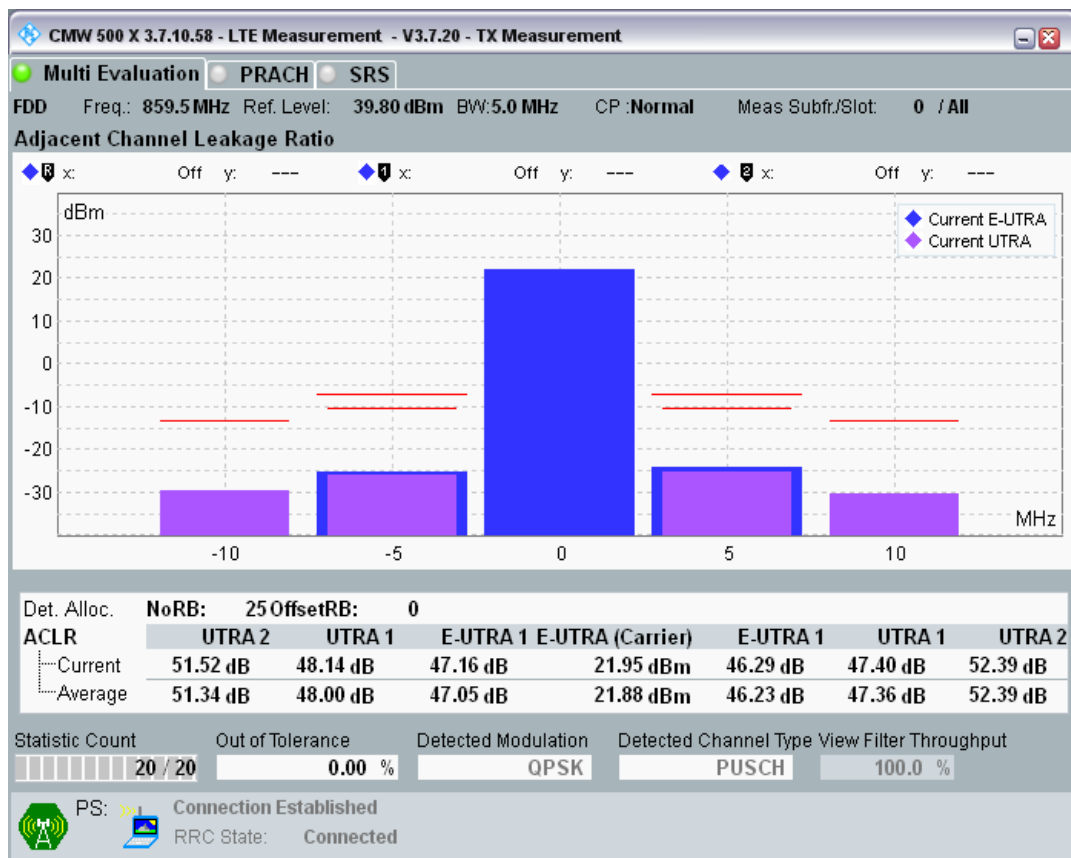 CMW 500 X 3.7.10.58 - LTE Measurement - V3.7.20 - TX Measurement
Multi Evaluation PRACH SRS
FDD Freq.: 859.5 MHz Ref. Level: 39.80 dBm BW:5.0 MHz CP :Normal Meas Subfr./Slot: 0 / All
Adjacent Channel Leakage Ratio
R x: Off y: --- 1 x: Off y: --- 2 x: Off y: ---
dBm
Current E-UTRA
Current UTRA
30
20
10
0
-10
-20
-30
MHz
-10 -5 0 5 10
Det. Alloc. NoRB: 25 OffsetRB: 0
ACLR UTRA 2 UTRA 1 E-UTRA 1 E-UTRA (Carrier) E-UTRA 1 UTRA 1 UTRA 2
Current 51.52 dB 48.14 dB 47.16 dB 21.95 dBm 46.29 dB 47.40 dB 52.39 dB
Average 51.34 dB 48.00 dB 47.05 dB 21.88 dBm 46.23 dB 47.36 dB 52.39 dB
Statistic Count Out of Tolerance Detected Modulation Detected Channel Type View Filter Throughput
20 / 20 0.00 % QPSK PUSCH 100.0 %
PS: Connection Established
RRC State: Connected